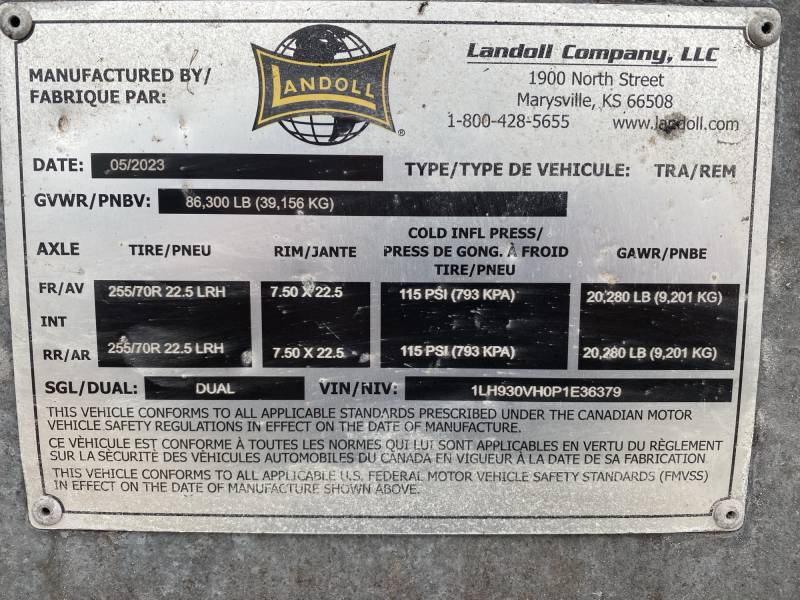 MANUFACTURED BY/
FABRIQUE PAR:
LANDOLL
®
Landoll Company, LLC
1900 North Street
Marysville, KS 66508
1-800-428-5655 www.landoll.com
DATE: 05/2023 TYPE/TYPE DE VEHICULE: TRA/REM
GVWR/PNBV: 86,300 LB (39,156 KG)
AXLE TIRE/PNEU RIM/JANTE COLD INFL PRESS/ PRESS DE GONG. À FROID TIRE/PNEU GAWR/PNBE
FR/AV 255/70R 22.5 LRH 7.50 X 22.5 115 PSI (793 KPA) 20,280 LB (9,201 KG)
INT
RR/AR 255/70R 22.5 LRH 7.50 X 22.5 115 PSI (793 KPA) 20,280 LB (9,201 KG)
SGL/DUAL: DUAL VIN/NIV: 1LH930VH0P1E36379
THIS VEHICLE CONFORMS TO ALL APPLICABLE STANDARDS PRESCRIBED UNDER THE CANADIAN MOTOR
VEHICLE SAFETY REGULATIONS IN EFFECT ON THE DATE OF MANUFACTURE.
CE VÈHICULE EST CONFORME À TOUTES LES NORMES QUI LUI SONT APPLICABLES EN VERTU DU RÈGLEMENT
SUR LA SÈCURITÈ DES VÈHICULES AUTOMOBILES DU CANADA EN VIGUEUR À LA DATE DE SA FABRICATION.
THIS VEHICLE CONFORMS TO ALL APPLICABLE U.S. FEDERAL MOTOR VEHICLE SAFETY STANDARDS (FMVSS)
IN EFFECT ON THE DATE OF MANUFACTURE SHOWN ABOVE.